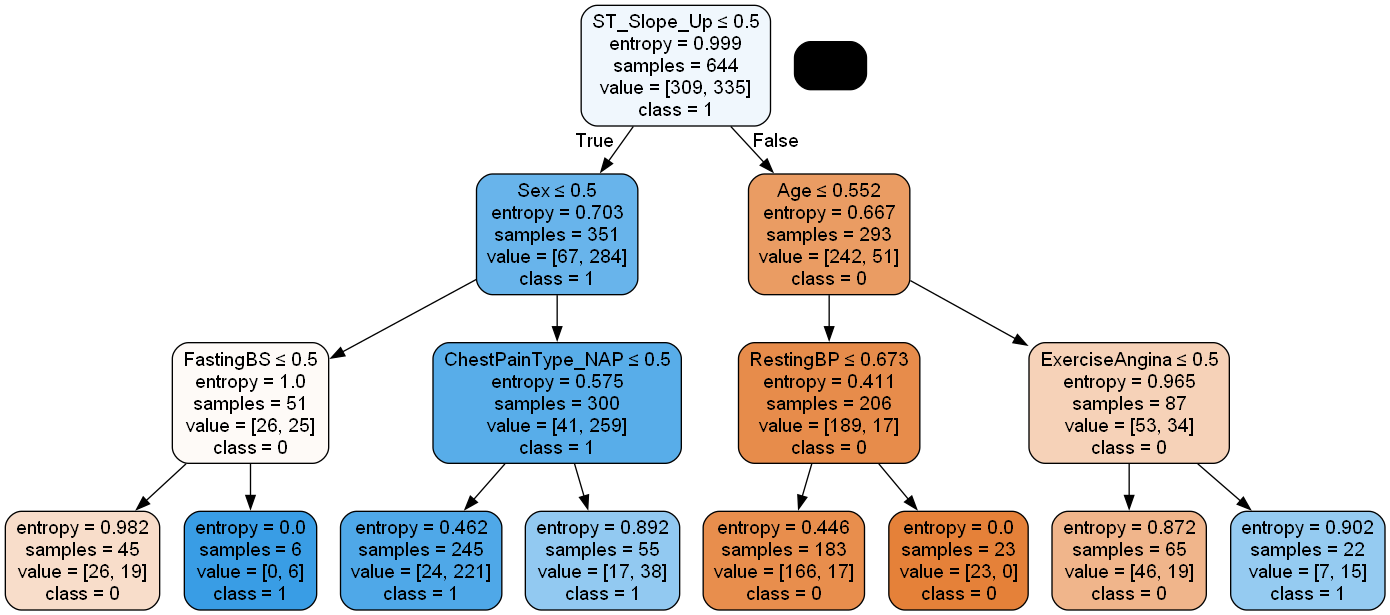 ST_Slope_Up ≤ 0.5
entropy = 0.999
samples = 644
value = [309, 335]
class = 1
True
False
Sex ≤ 0.5
entropy = 0.703
samples = 351
value = [67, 284]
class = 1
Age ≤ 0.552
entropy = 0.667
samples = 293
value = [242, 51]
class = 0
FastingBS ≤ 0.5
entropy = 1.0
samples = 51
value = [26, 25]
class = 0
ChestPainType_NAP ≤ 0.5
entropy = 0.575
samples = 300
value = [41, 259]
class = 1
RestingBP ≤ 0.673
entropy = 0.411
samples = 206
value = [189, 17]
class = 0
ExerciseAngina ≤ 0.5
entropy = 0.965
samples = 87
value = [53, 34]
class = 0
entropy = 0.982
samples = 45
value = [26, 19]
class = 0
entropy = 0.0
samples = 6
value = [0, 6]
class = 1
entropy = 0.462
samples = 245
value = [24, 221]
class = 1
entropy = 0.892
samples = 55
value = [17, 38]
class = 1
entropy = 0.446
samples = 183
value = [166, 17]
class = 0
entropy = 0.0
samples = 23
value = [23, 0]
class = 0
entropy = 0.872
samples = 65
value = [46, 19]
class = 0
entropy = 0.902
samples = 22
value = [7, 15]
class = 1